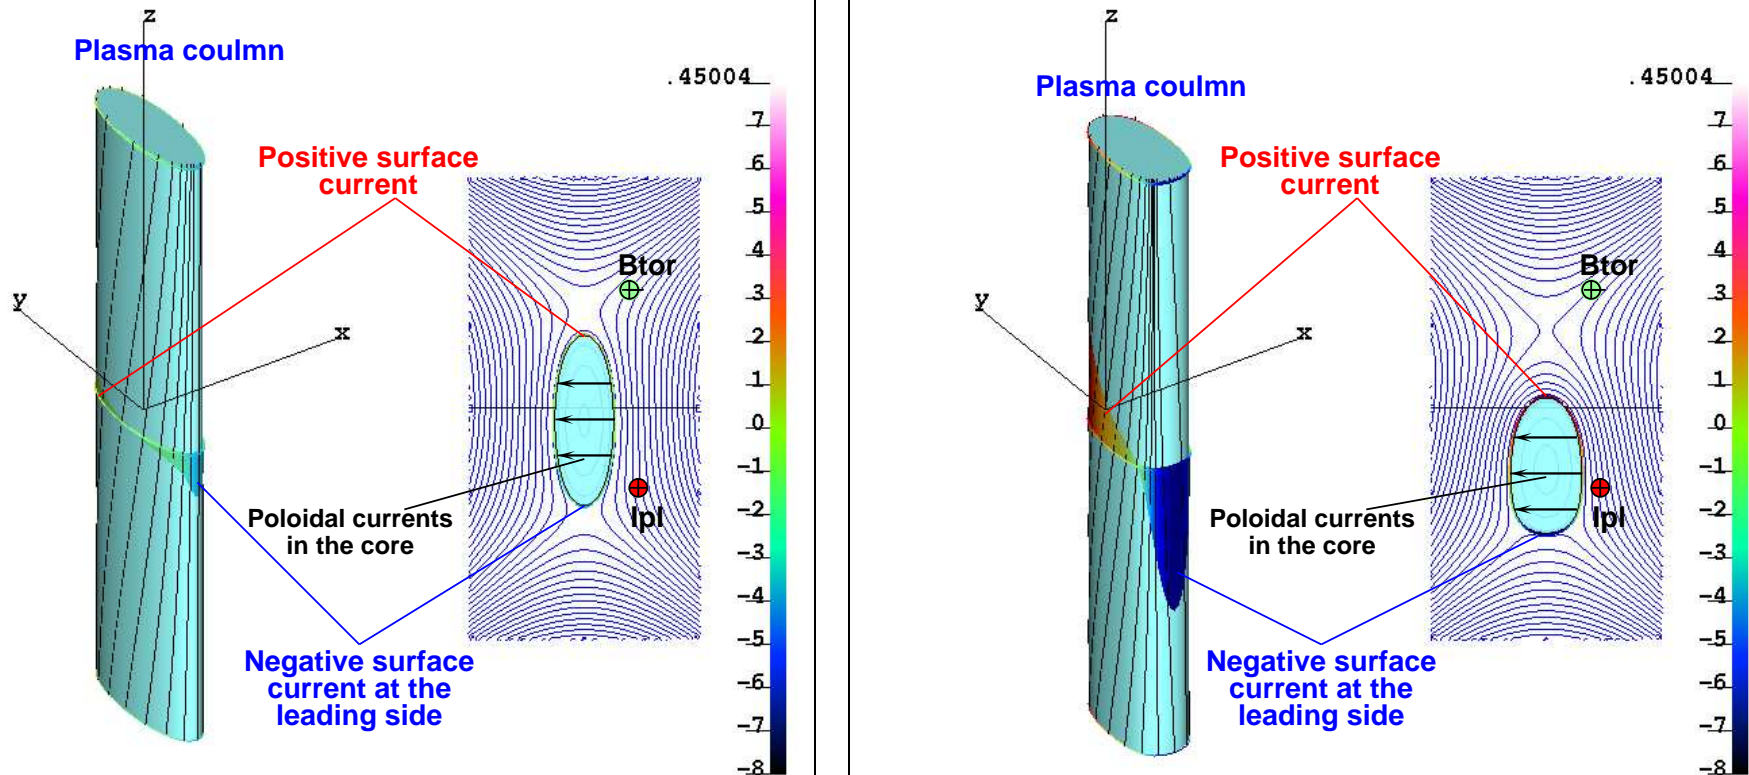 z
Plasma coulmn
.45004
7
6
5
4
3
2
1
0
-1
-2
-3
-4
-5
-6
-7
-8
Positive surface
current
Btor
y
x
Ipl
Poloidal currents
in the core
Negative surface
current at the
leading side
z
Plasma coulmn
.45004
7
6
5
4
3
2
1
0
-1
-2
-3
-4
-5
-6
-7
-8
Positive surface
current
Btor
y
x
Ipl
Poloidal currents
in the core
Negative surface
current at the
leading side